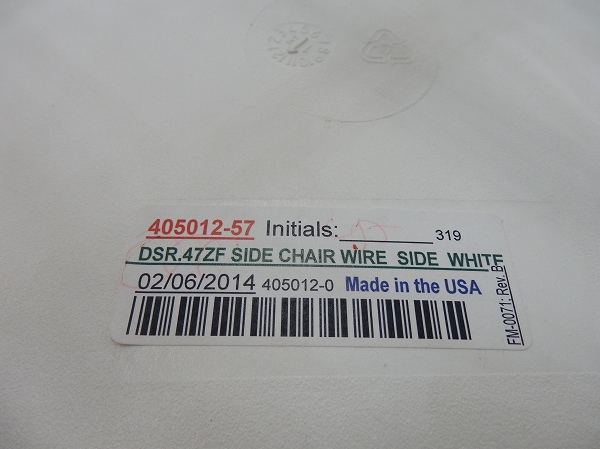 405012-57 Initials:__________ 319
DSR.47ZF SIDE CHAIR WIRE SIDE WHITE
02/06/2014 405012-0 Made in the USA
FM-0071; Rev. B